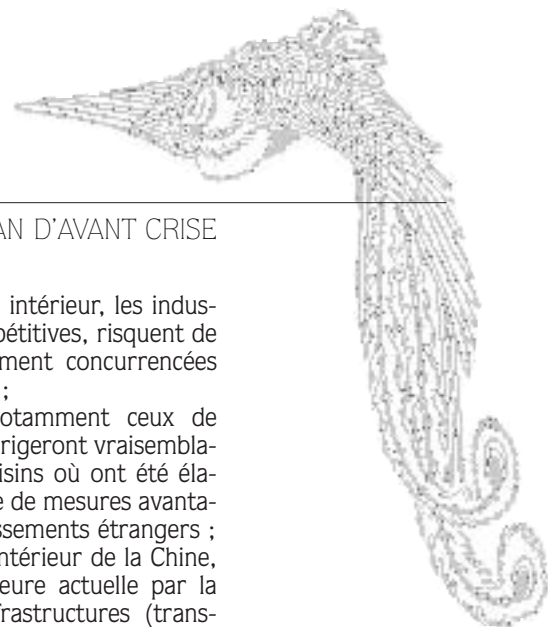 AN D'AVANT CRISE
intérieur, les indus-
pétitives, risquent de
ment concurrencées
;
otamment ceux de
rigeront vraisembla-
isins où ont été éla-
e de mesures avanta-
ssements étrangers ;
ntérieur de la Chine,
eure actuelle par la
frastructures (trans-